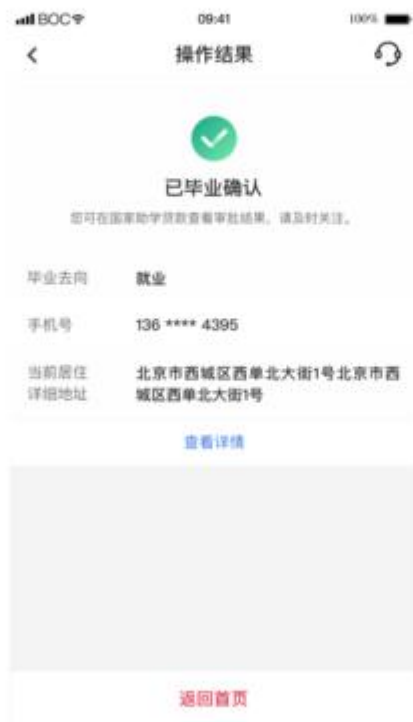 BOC 09:41 100%
操作结果
已毕业确认
您可在国家助学贷款查看审批结果，请及时关注。
毕业去向 就业
手机号 136 **** 4395
当前居住 北京市西城区西单北大街1号北京市西
详细地址 城区西单北大街1号
查看详情
返回首页